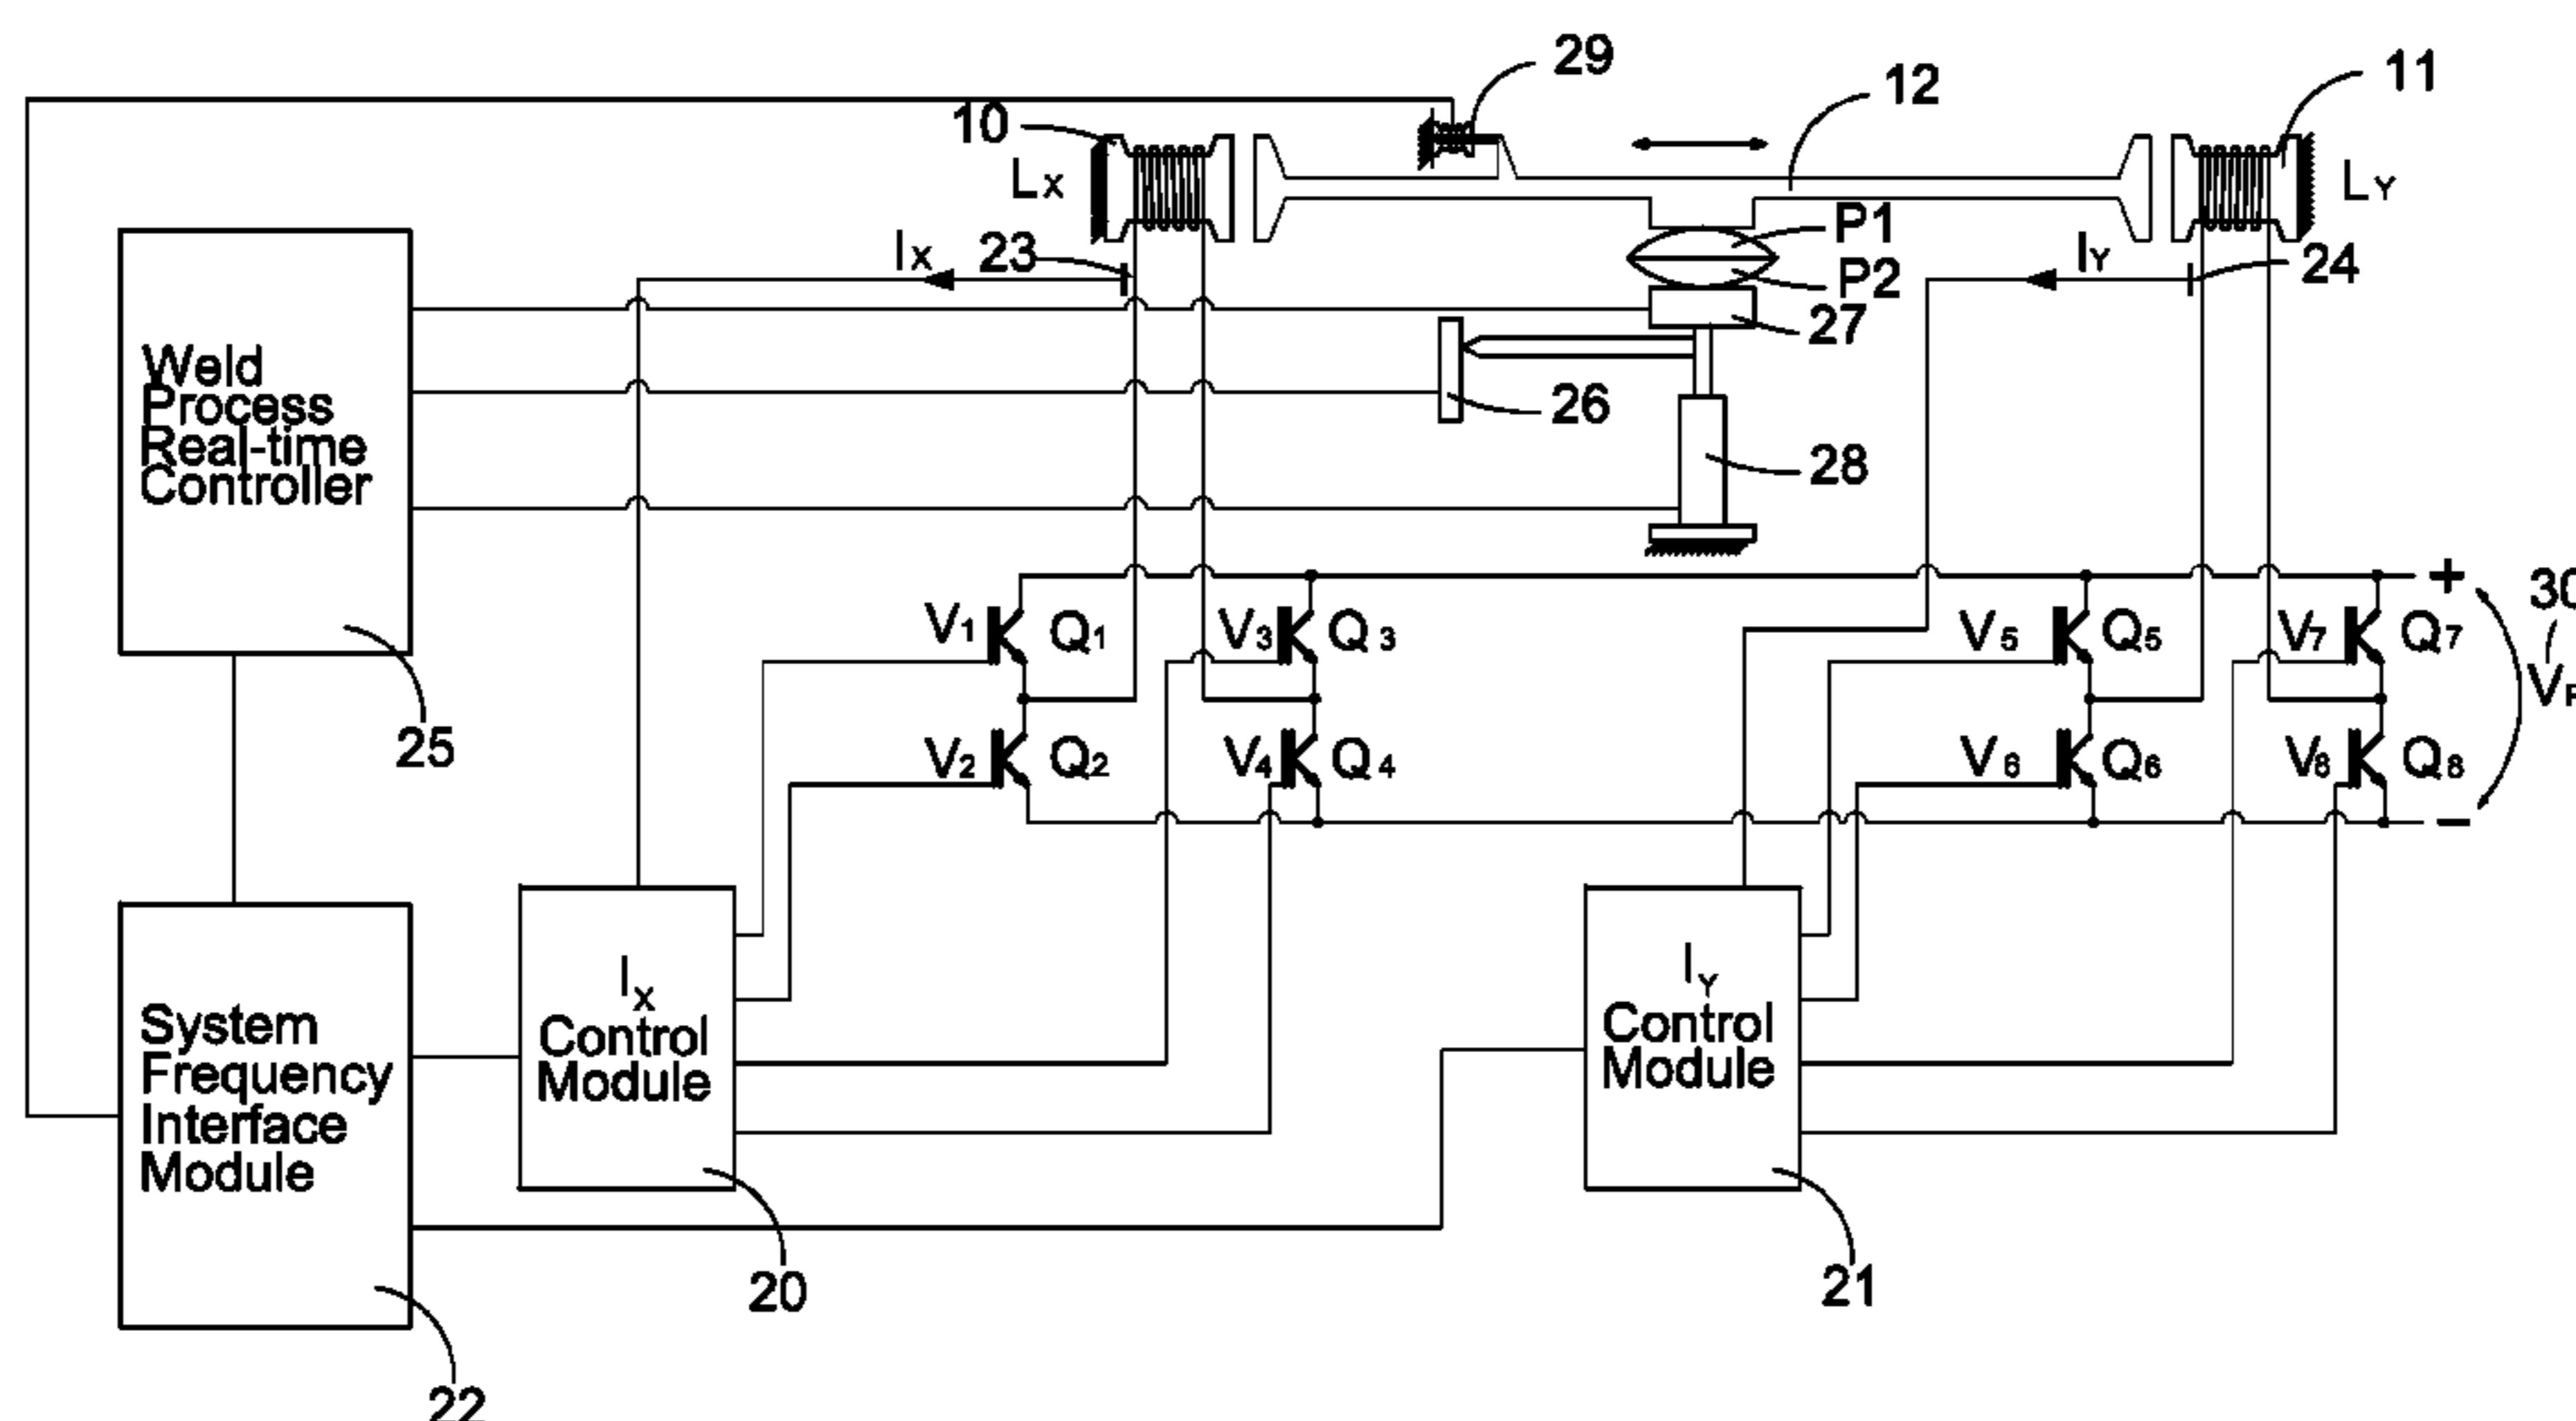 29
12
11
10
LX
LY
P1
P2
IX
23
IY
24
27
26
28
Weld
Process
Real-time
Controller
25
+
30
V1
Q1
V3
Q3
V5
Q5
V7
Q7
V2
Q2
V4
Q4
V6
Q6
V8
Q8
−
IX
Control
Module
IY
Control
Module
System
Frequency
Interface
Module
20
21
22